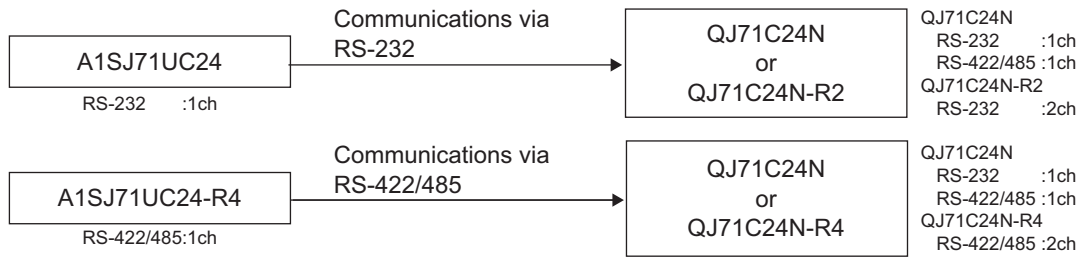 A1SJ71UC24
RS-232 :1ch
Communications via
RS-232
QJ71C24N
or
QJ71C24N-R2
QJ71C24N
RS-232 :1ch
RS-422/485 :1ch
QJ71C24N-R2
RS-232 :2ch
A1SJ71UC24-R4
RS-422/485:1ch
Communications via
RS-422/485
QJ71C24N
or
QJ71C24N-R4
QJ71C24N
RS-232 :1ch
RS-422/485 :1ch
QJ71C24N-R4
RS-422/485 :2ch